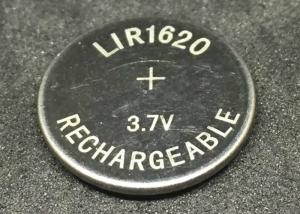 LIR1620
+
3.7V
RECHARGEABLE